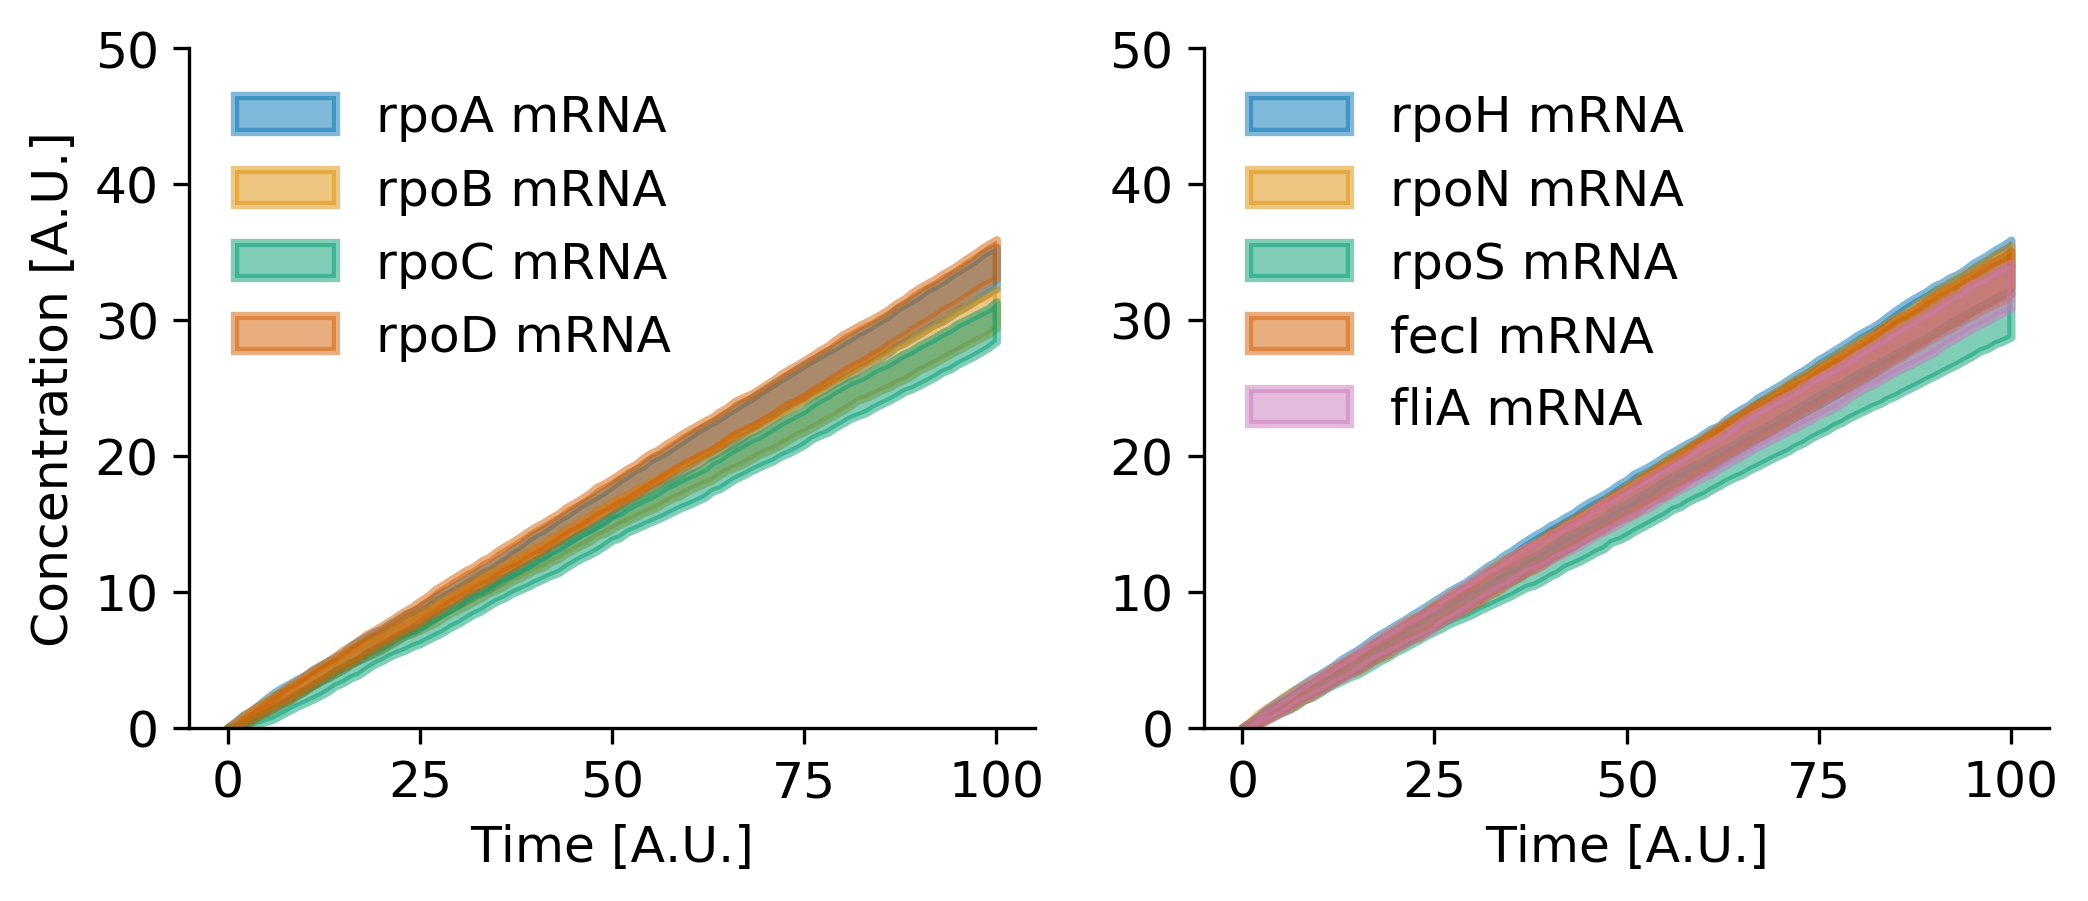 Concentration [A.U.]
50
40
30
20
10
0
rpoA mRNA
rpoB mRNA
rpoC mRNA
rpoD mRNA
0 25 50 75 100
Time [A.U.]
50
40
30
20
10
0
rpoH mRNA
rpoN mRNA
rpoS mRNA
fecI mRNA
fliA mRNA
0 25 50 75 100
Time [A.U.]